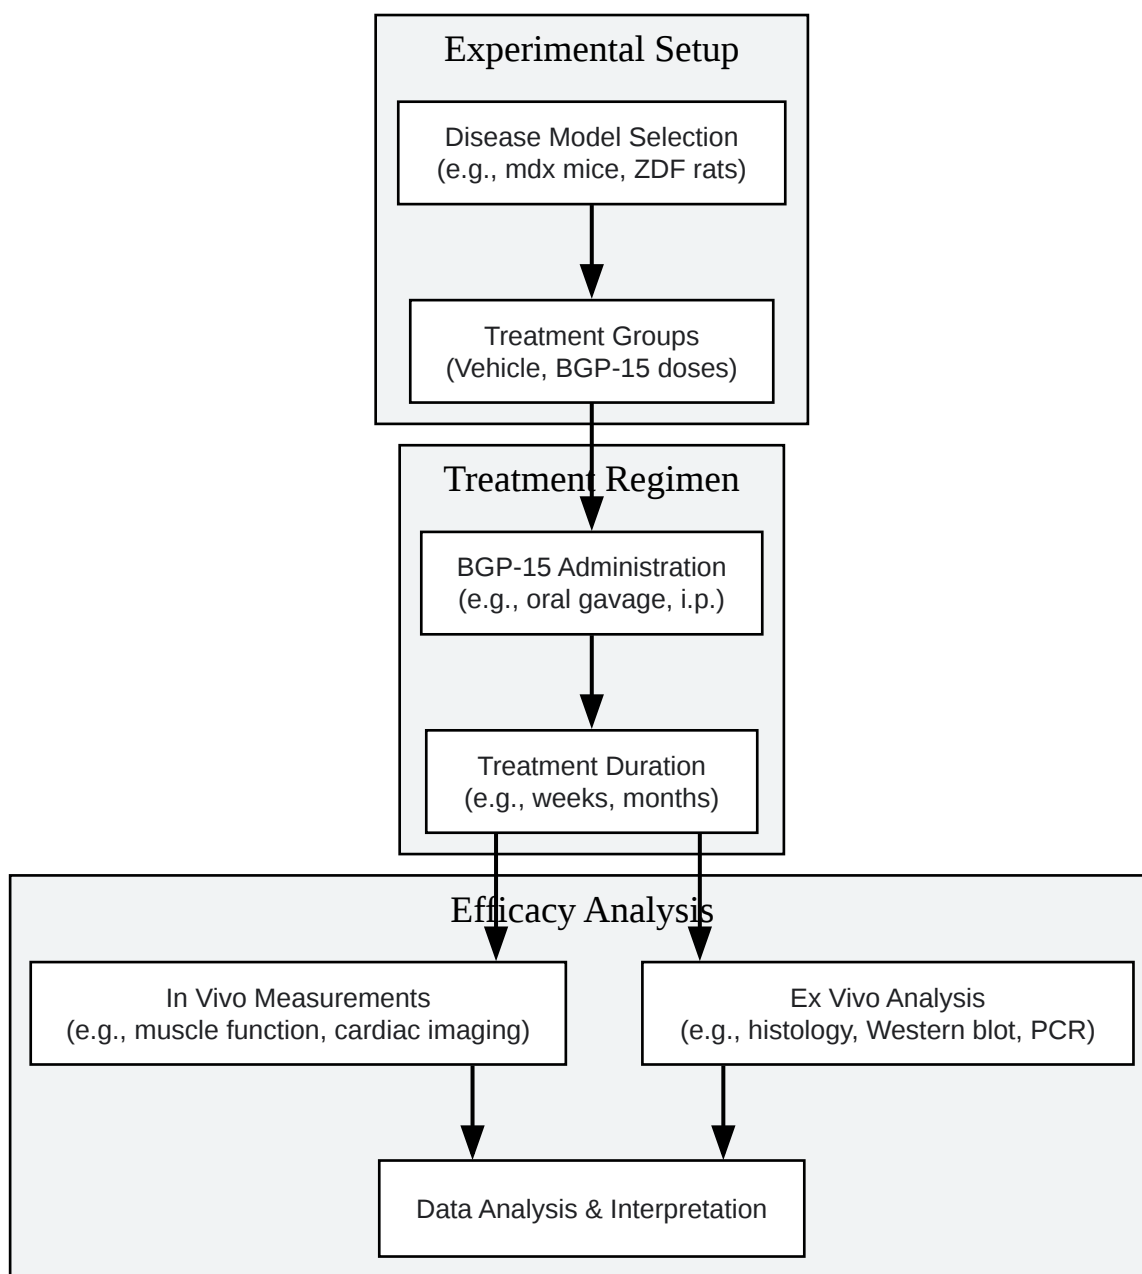 Experimental Setup
Disease Model Selection
(e.g., mdx mice, ZDF rats)
Treatment Groups
(Vehicle, BGP-15 doses)
Treatment Regimen
BGP-15 Administration
(e.g., oral gavage, i.p.)
Treatment Duration
(e.g., weeks, months)
Efficacy Analysis
In Vivo Measurements
(e.g., muscle function, cardiac imaging)
Ex Vivo Analysis
(e.g., histology, Western blot, PCR)
Data Analysis & Interpretation